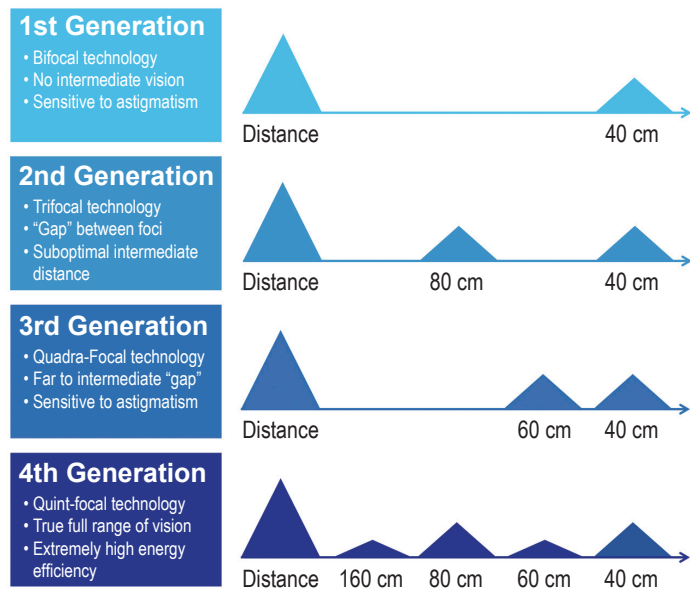 1st Generation
• Bifocal technology
• No intermediate vision
• Sensitive to astigmatism
Distance 40 cm
2nd Generation
• Trifocal technology
• “Gap” between foci
• Suboptimal intermediate
distance
Distance 80 cm 40 cm
3rd Generation
• Quadra-Focal technology
• Far to intermediate “gap”
• Sensitive to astigmatism
Distance 60 cm 40 cm
4th Generation
• Quint-focal technology
• True full range of vision
• Extremely high energy
efficiency
Distance 160 cm 80 cm 60 cm 40 cm